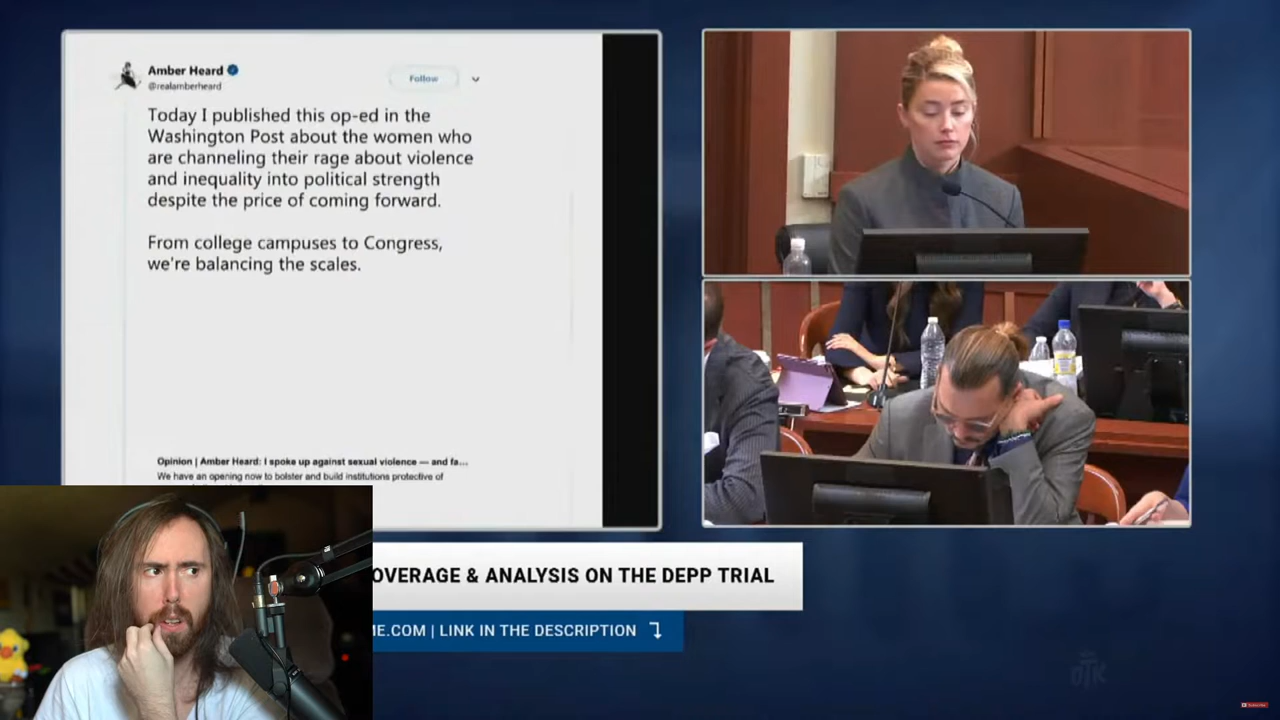 Amber Heard
@realamberheard
Follow
Today I published this op-ed in the
Washington Post about the women who
are channeling their rage about violence
and inequality into political strength
despite the price of coming forward.
From college campuses to Congress,
we're balancing the scales.
Opinion | Amber Heard: I spoke up against sexual violence — and fa...
We have an opening now to bolster and build institutions protective of
OVERAGE & ANALYSIS ON THE DEPP TRIAL
ME.COM | LINK IN THE DESCRIPTION
OTK
Subscribe